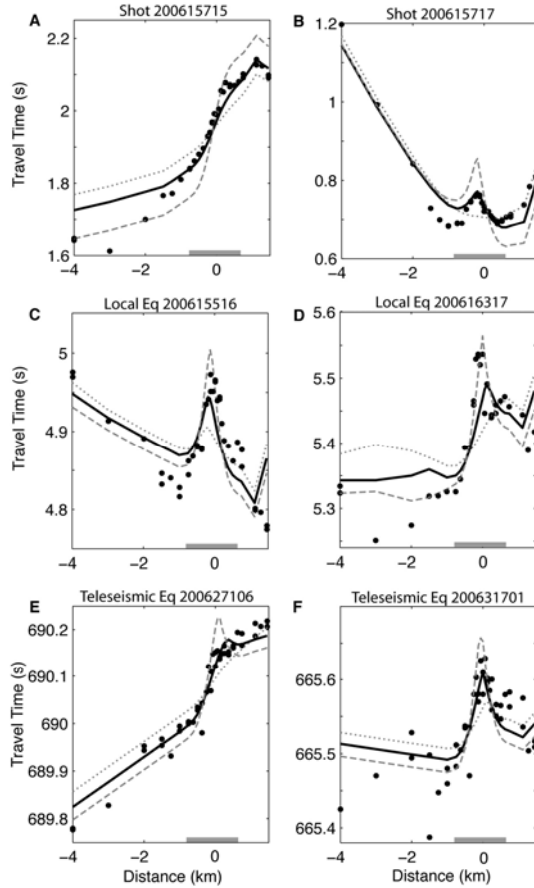 A Shot 200615715
Travel Time (s)
2.2
2
1.8
1.6
−4 −2 0
B Shot 200615717
1.2
1
0.8
0.6
−4 −2 0
C Local Eq 200615516
Travel Time (s)
5
4.9
4.8
−4 −2 0
D Local Eq 200616317
5.6
5.5
5.4
5.3
−4 −2 0
E Teleseismic Eq 200627106
Travel Time (s)
690.2
690.1
690
689.9
689.8
−4 −2 0
Distance (km)
F Teleseismic Eq 200631701
665.6
665.5
665.4
−4 −2 0
Distance (km)